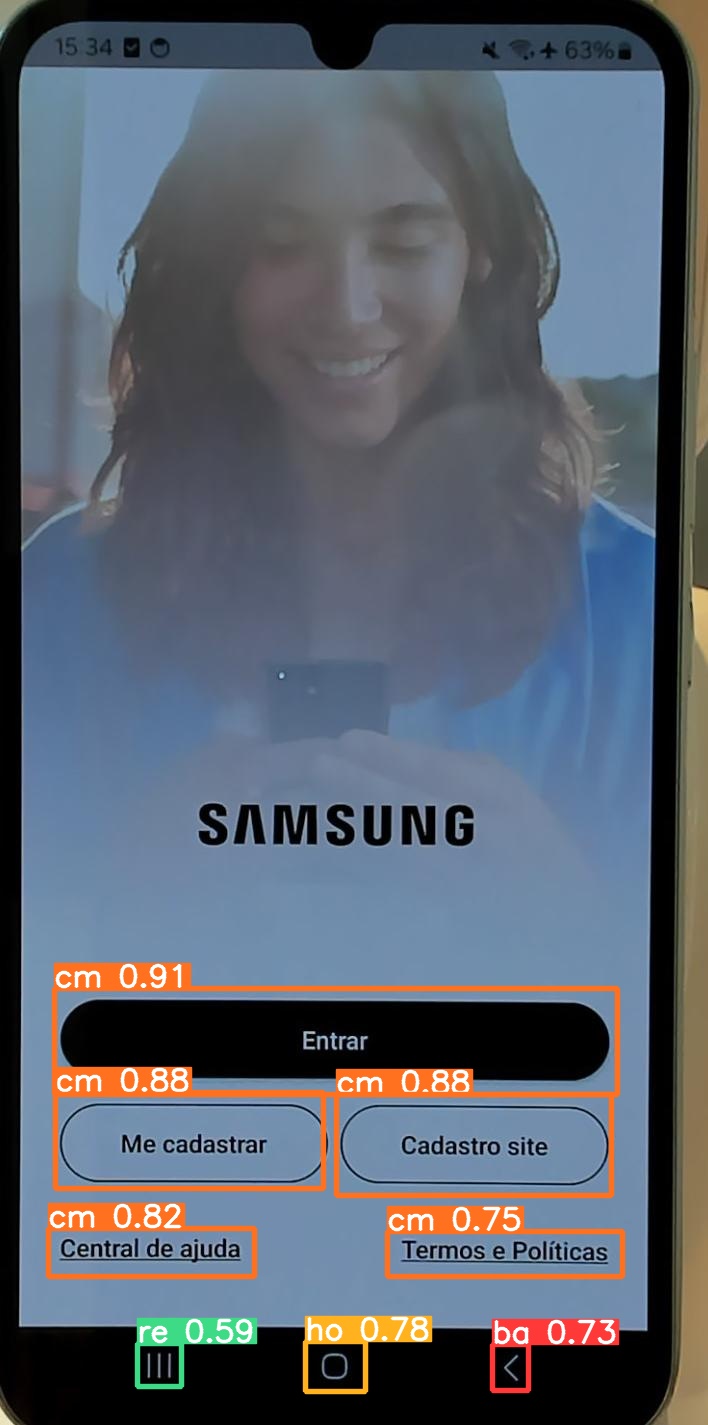 15:34 63%
SAMSUNG
cm 0.91
Entrar
cm 0.88 cm 0.88
Me cadastrar Cadastro site
cm 0.82 cm 0.75
Central de ajuda Termos e Políticas
re 0.59 ho 0.78 ba 0.73